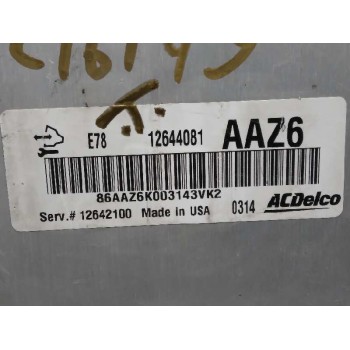 E78 12644081 AAZ6
86AAZ6K003143VK2
Serv.# 12642100 Made in USA 0314 ACDelco